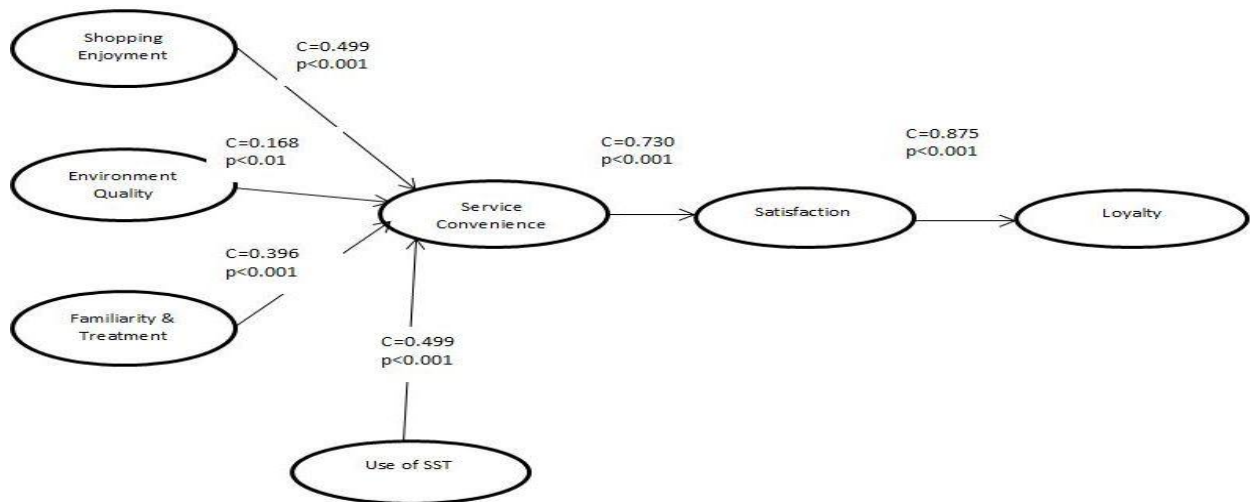 Shopping
Enjoyment
C=0.499
p<0.001
Environment
Quality
C=0.168
p<0.01
Familiarity &
Treatment
C=0.396
p<0.001
Use of SST
C=0.499
p<0.001
Service
Convenience
C=0.730
p<0.001
Satisfaction
C=0.875
p<0.001
Loyalty